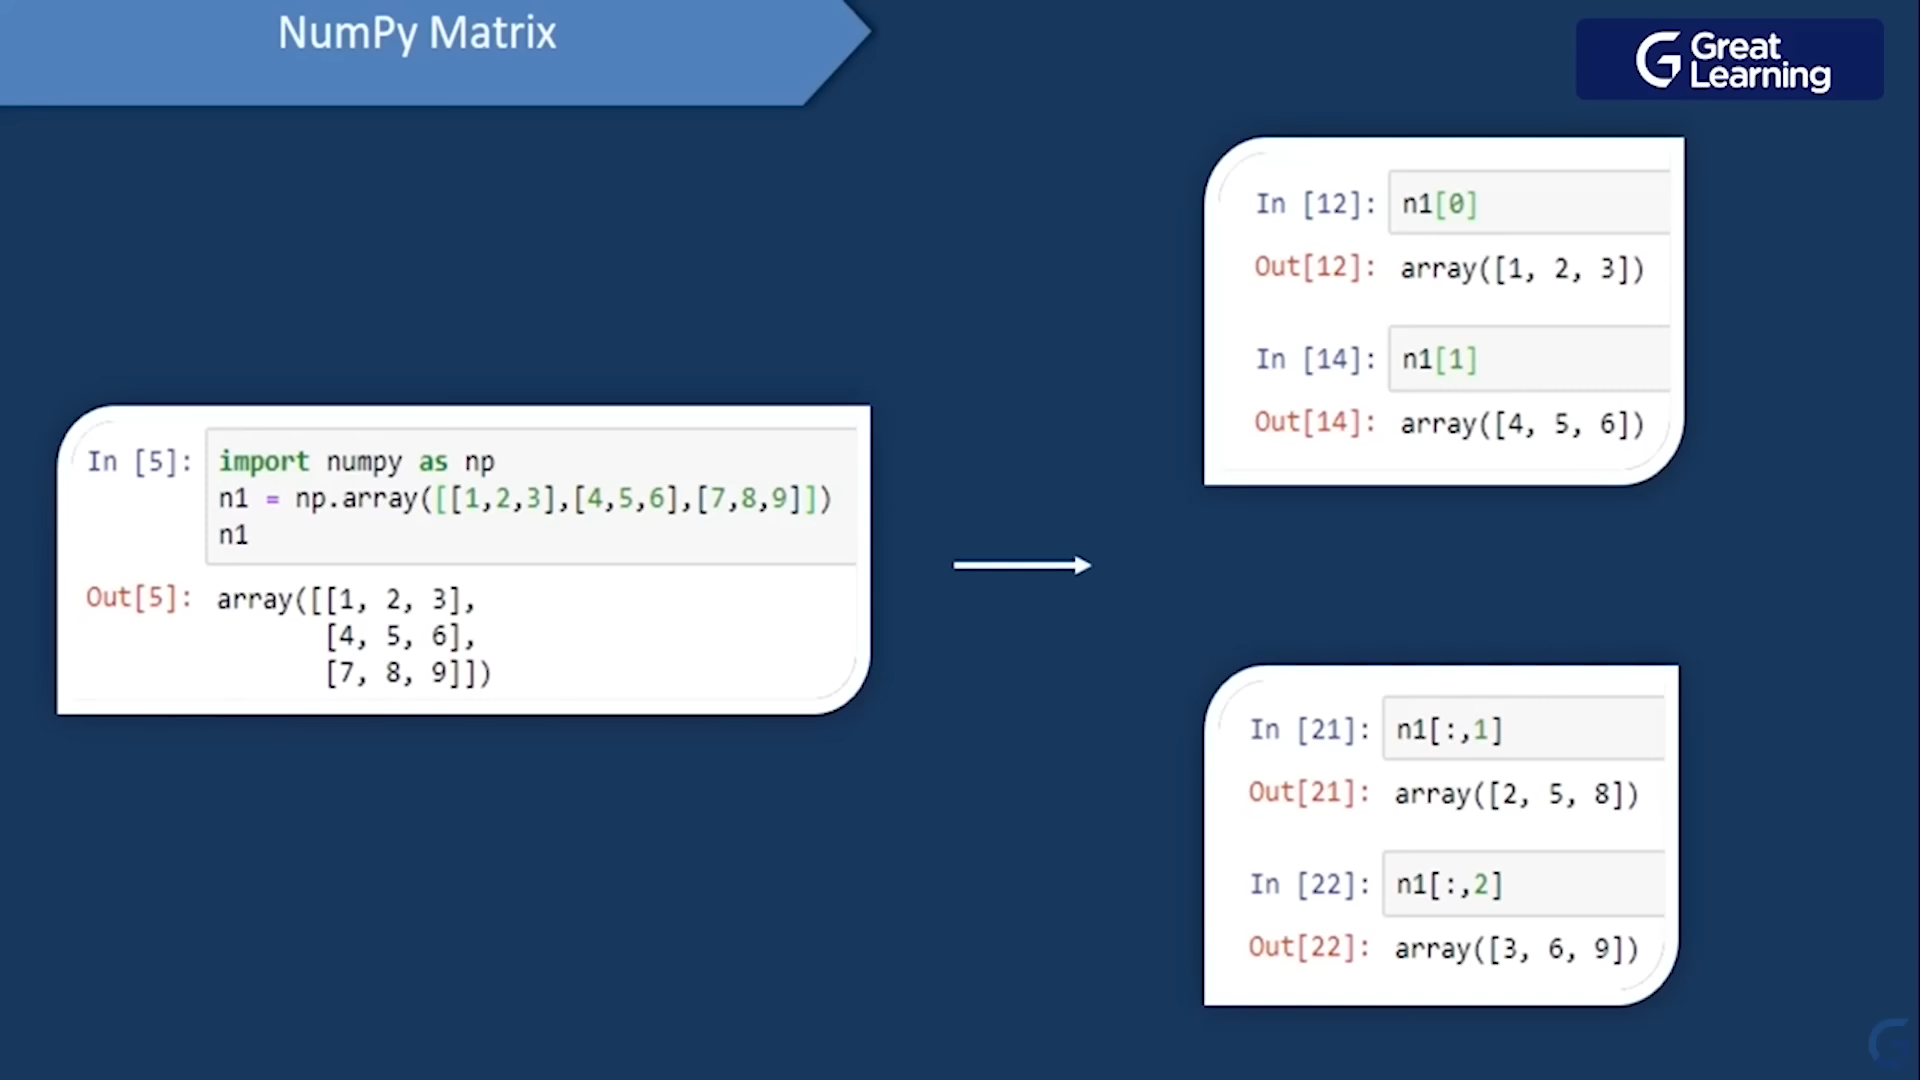 NumPy Matrix
Great
Learning
In [5]: import numpy as np
n1 = np.array([[1,2,3],[4,5,6],[7,8,9]])
n1
Out[5]: array([[1, 2, 3],
[4, 5, 6],
[7, 8, 9]])
In [12]: n1[0]
Out[12]: array([1, 2, 3])
In [14]: n1[1]
Out[14]: array([4, 5, 6])
In [21]: n1[:,1]
Out[21]: array([2, 5, 8])
In [22]: n1[:,2]
Out[22]: array([3, 6, 9])